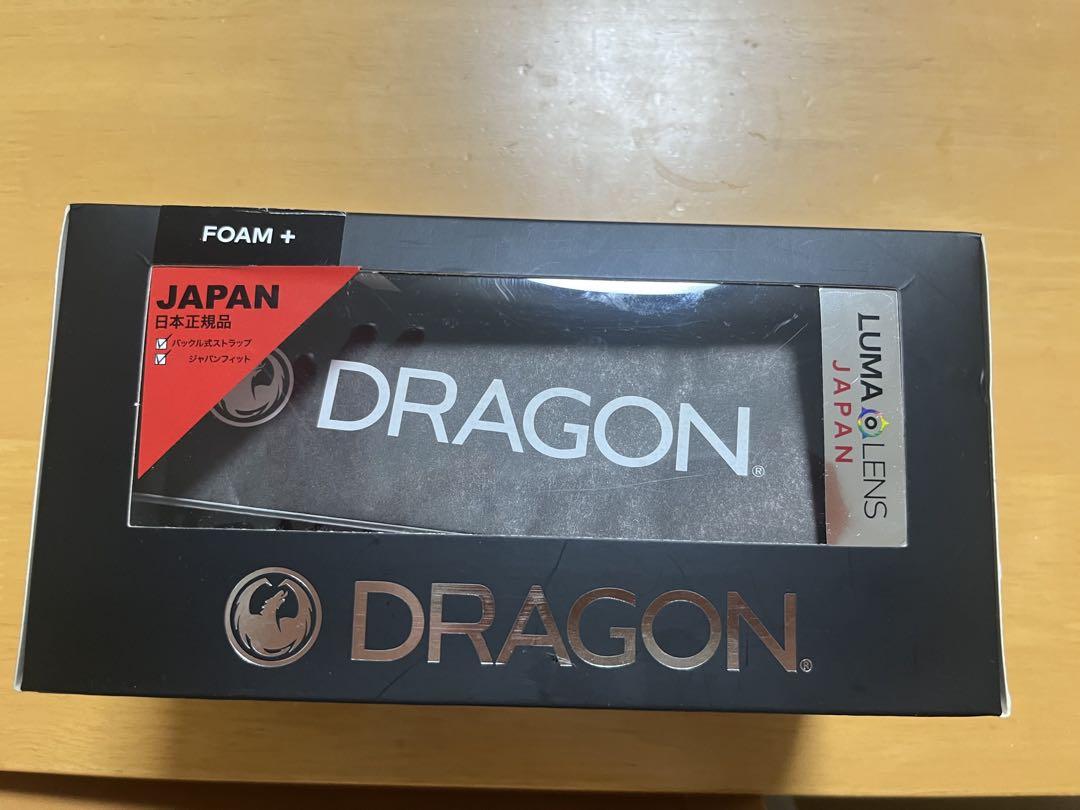 FOAM +
JAPAN
日本正規品
バックル式ストラップ
ジャパンフィット
DRAGON®
LUMA LENS
JAPAN
DRAGON®